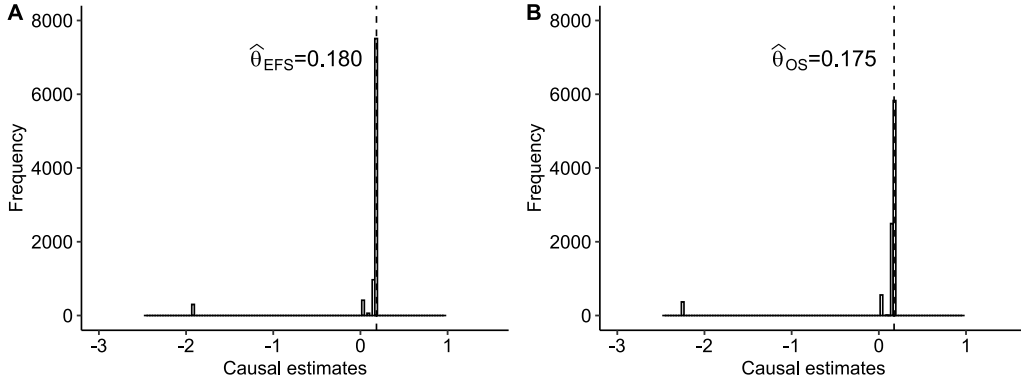 A
8000
6000
4000
2000
0
Frequency
θ̂EFS=0.180
-3 -2 -1 0 1
Causal estimates
B
8000
6000
4000
2000
0
Frequency
θ̂OS=0.175
-3 -2 -1 0 1
Causal estimates